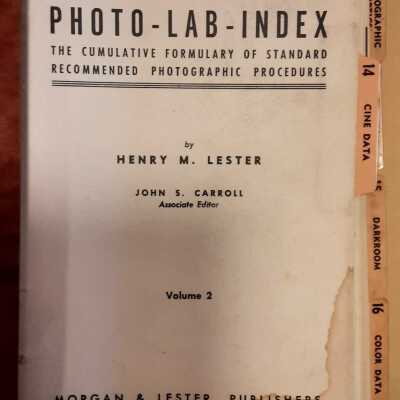 PHOTO-LAB-INDEX
THE CUMULATIVE FORMULARY OF STANDARD
RECOMMENDED PHOTOGRAPHIC PROCEDURES
by
HENRY M. LESTER
JOHN S. CARROLL
Associate Editor
Volume 2
MORGAN & LESTER, PUBLISHERS
14
CINE DATA
15
DARKROOM
16
COLOR DATA